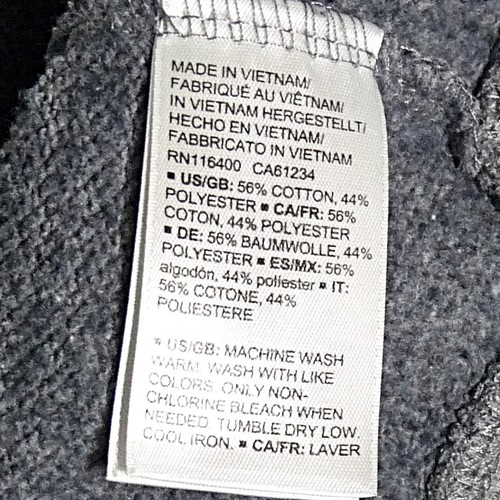 MADE IN VIETNAM/
FABRIQUÉ AU VIÊTNAM/
IN VIETNAM HERGESTELLT/
HECHO EN VIETNAM/
FABBRICATO IN VIETNAM
RN116400 CA61234
▪ US/GB: 56% COTTON, 44%
POLYESTER ▪ CA/FR: 56%
COTON, 44% POLYESTER
▪ DE: 56% BAUMWOLLE, 44%
POLYESTER ▪ ES/MX: 56%
algodón, 44% poliester ▪ IT:
56% COTONE, 44%
POLIESTERE
▪ US/GB: MACHINE WASH
WARM. WASH WITH LIKE
COLORS. ONLY NON-
CHLORINE BLEACH WHEN
NEEDED. TUMBLE DRY LOW.
COOL IRON. ▪ CA/FR: LAVER